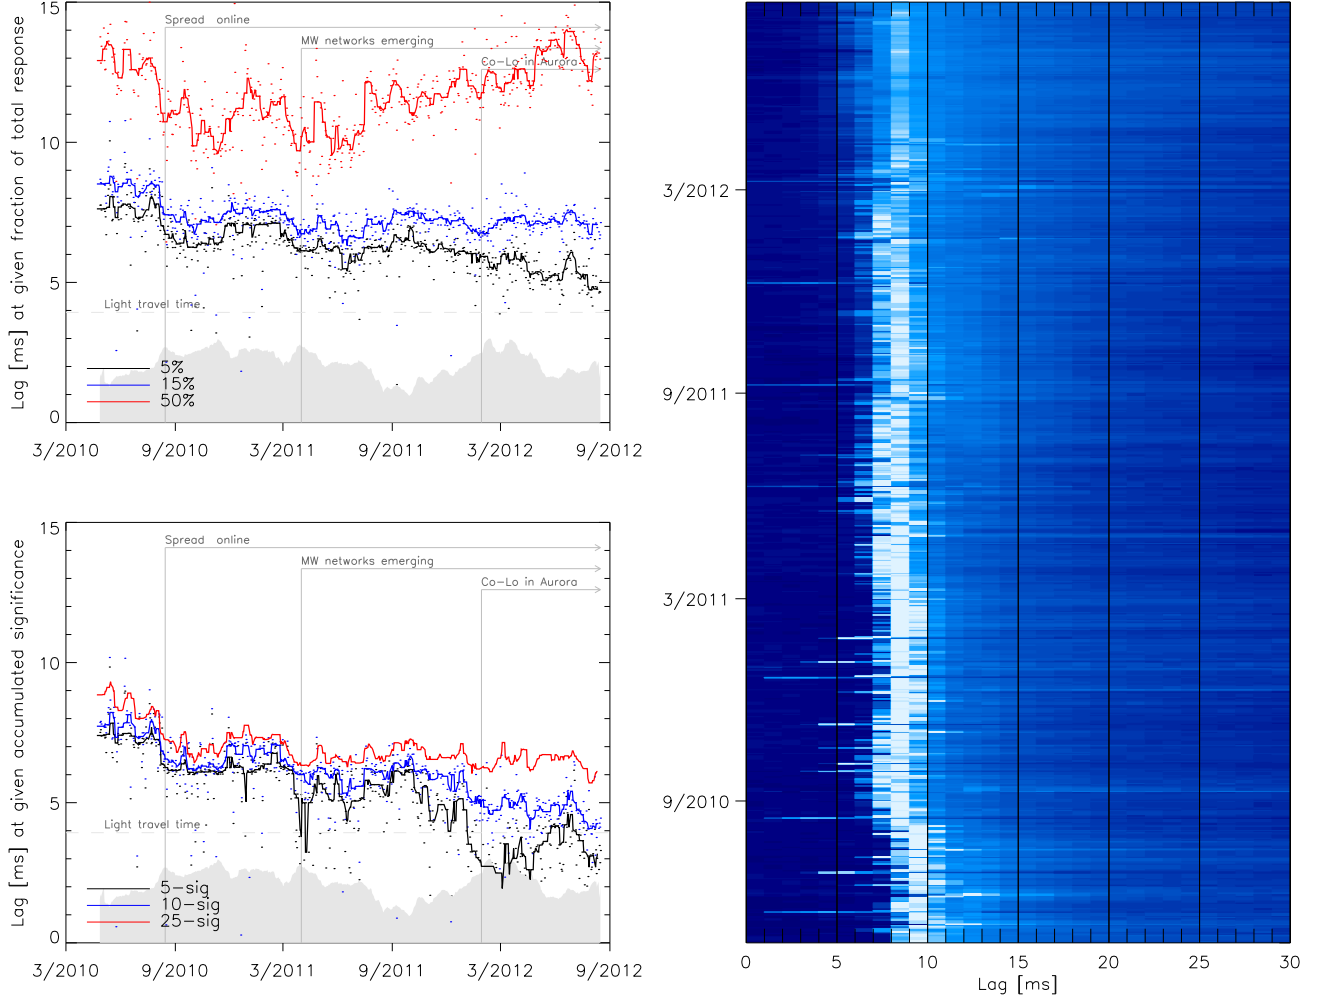 Lag [ms] at given fraction of total response
15
10
5
0
Spread online
MW networks emerging
Co-Lo in Aurora
Light travel time
5%
15%
50%
3/2010
9/2010
3/2011
9/2011
3/2012
9/2012
Lag [ms] at given accumulated significance
15
10
5
0
Spread online
MW networks emerging
Co-Lo in Aurora
Light travel time
5-sig
10-sig
25-sig
3/2010
9/2010
3/2011
9/2011
3/2012
9/2012
3/2012
9/2011
3/2011
9/2010
0
5
10
15
20
25
30
Lag [ms]